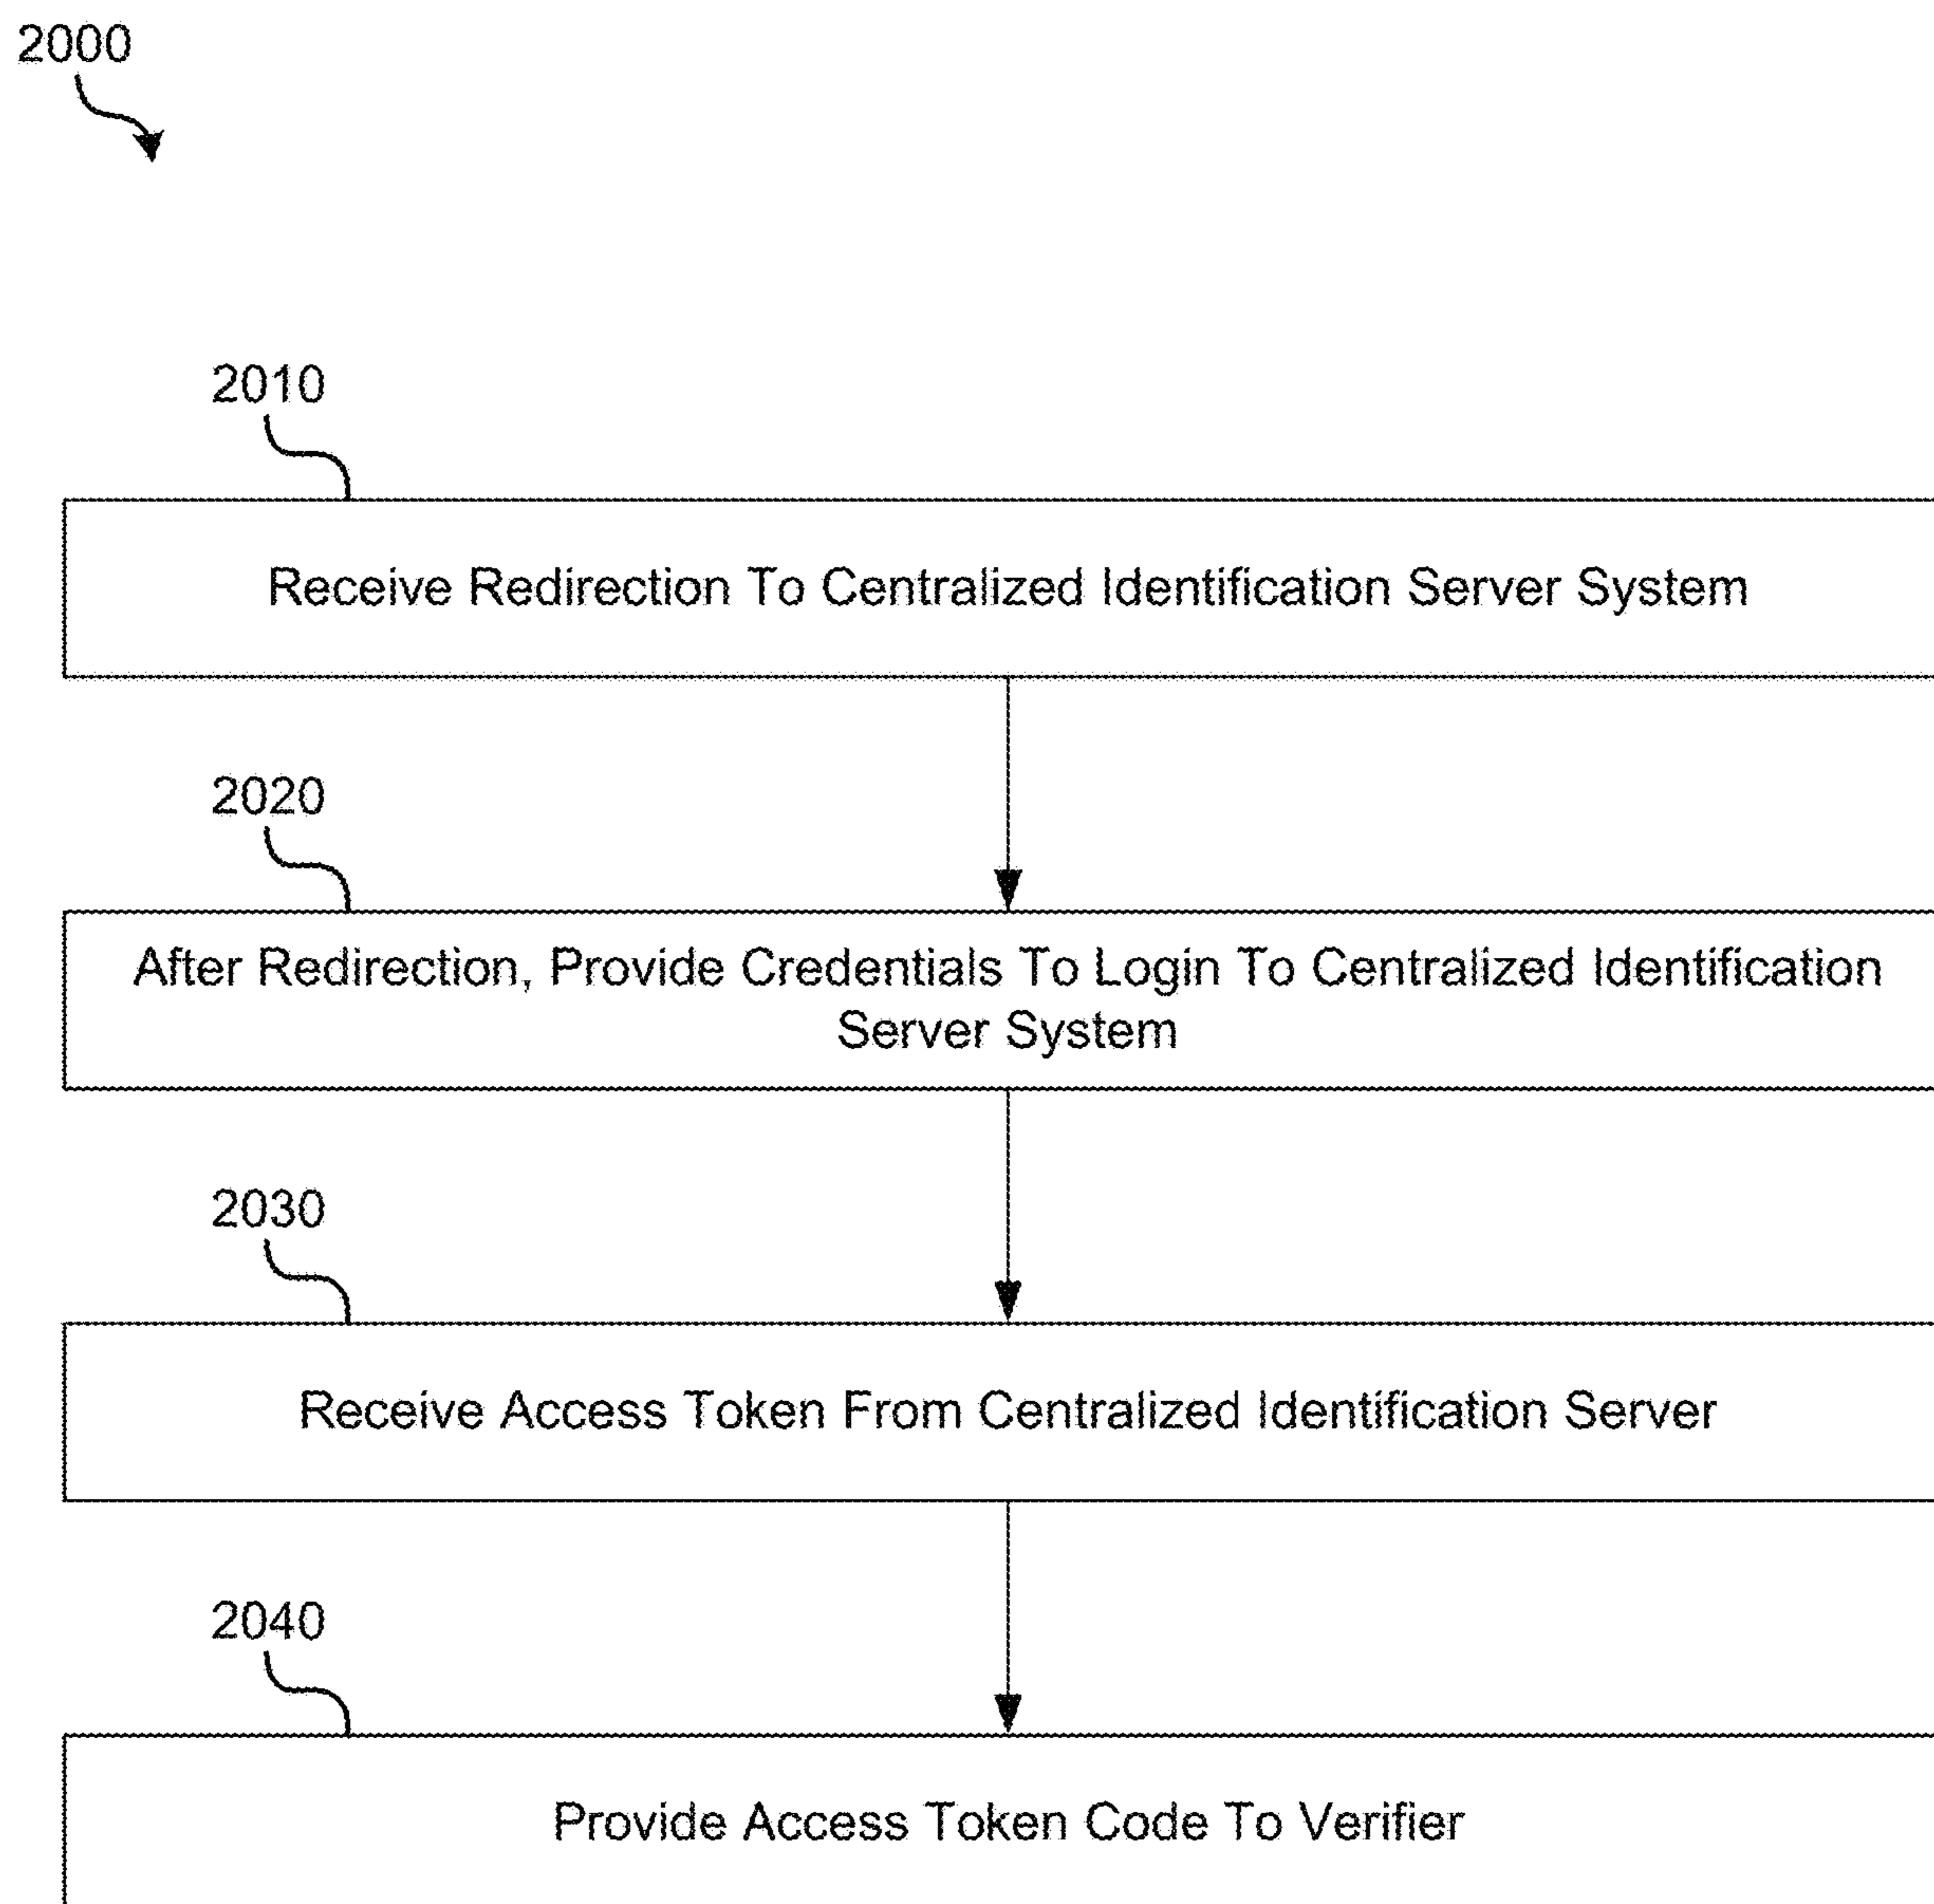 2000
2010
Receive Redirection To Centralized Identification Server System
2020
After Redirection, Provide Credentials To Login To Centralized Identification
Server System
2030
Receive Access Token From Centralized Identification Server
2040
Provide Access Token Code To Verifier